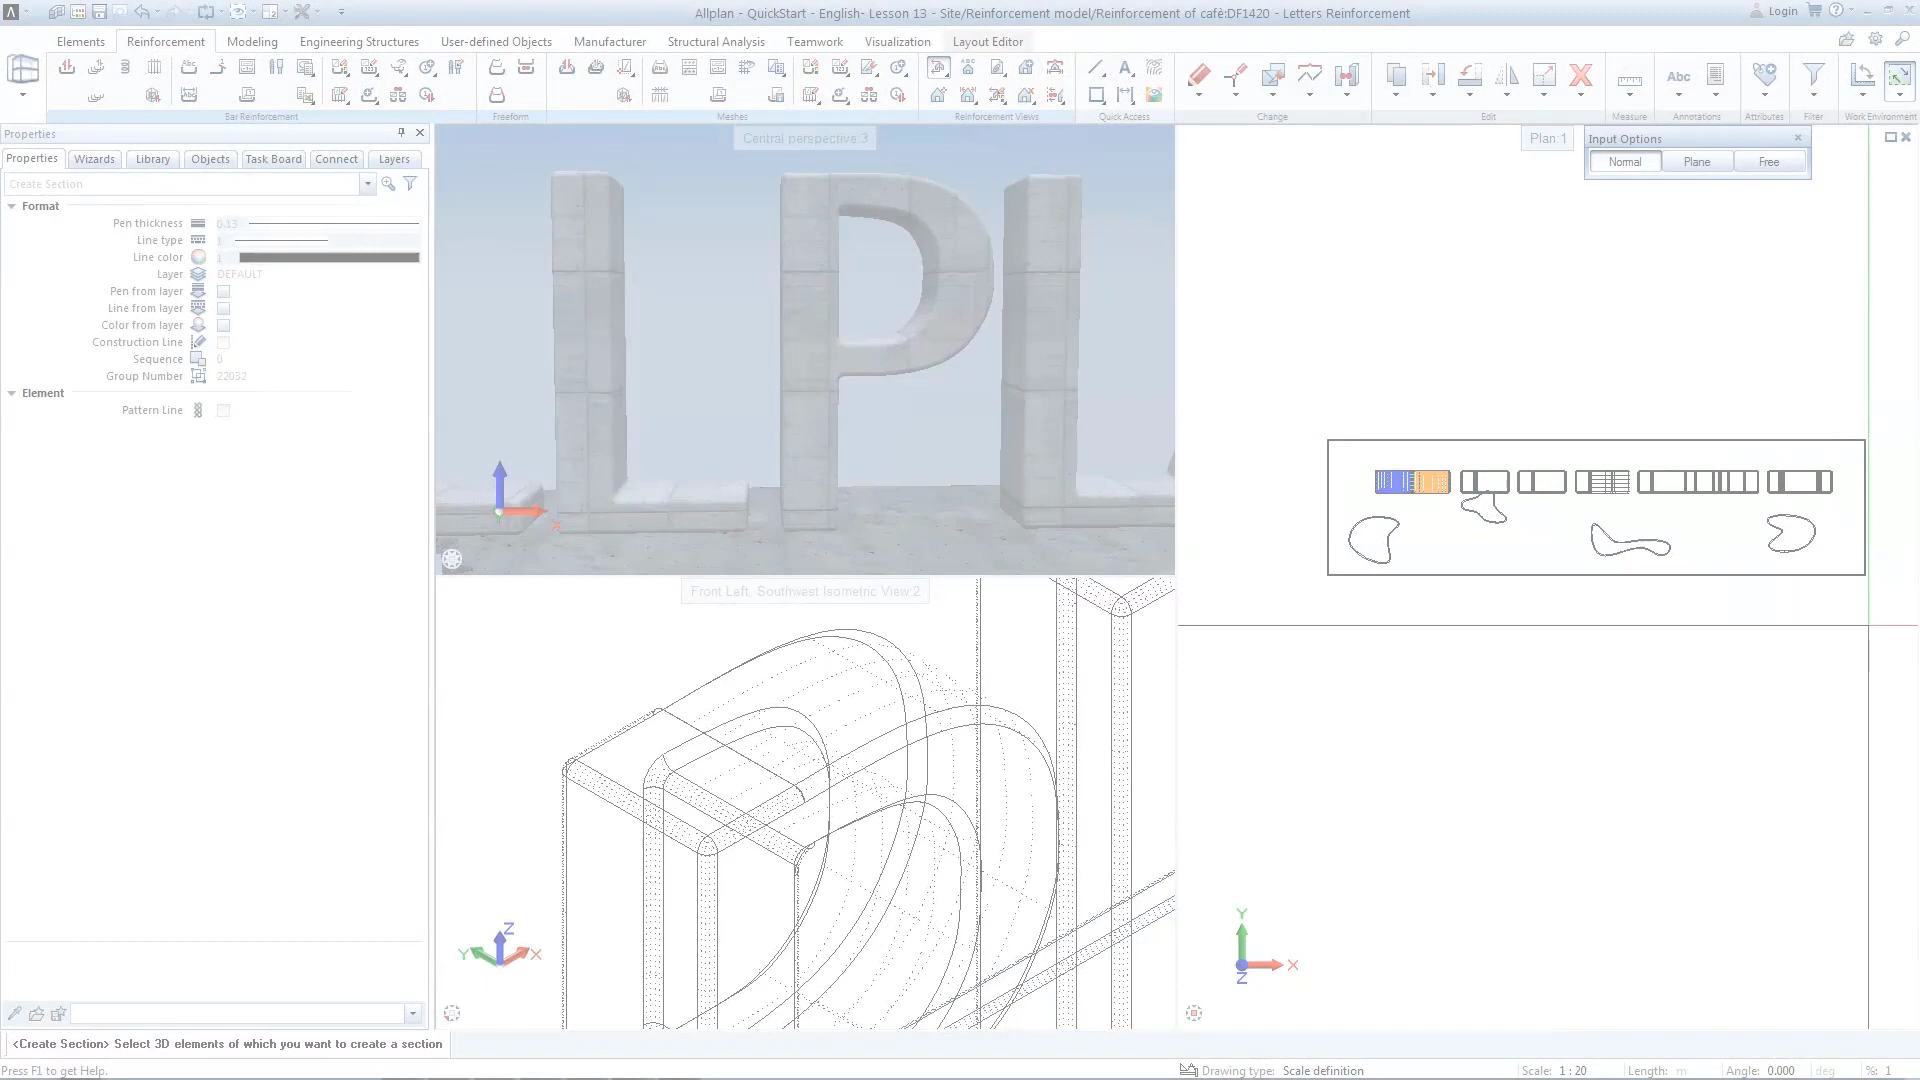 Allplan - QuickStart - English- Lesson 13 - Site/Reinforcement model/Reinforcement of cafè:DF1420 - Letters Reinforcement
Login
Elements Reinforcement Modeling Engineering Structures User-defined Objects Manufacturer Structural Analysis Teamwork Visualization Layout Editor
Abc
Bar Reinforcement Freeform Meshes Reinforcement Views Quick Access Change Edit Measure Annotations Attributes Filter Work Environment
Properties
Properties Wizards Library Objects Task Board Connect Layers
Create Section
Format
Pen thickness 0.13
Line type 1
Line color 1
Layer DEFAULT
Pen from layer
Line from layer
Color from layer
Construction Line
Sequence 0
Group Number 22032
Element
Pattern Line
Central perspective:3
Plan:1
Input Options
Normal Plane Free
Front Left, Southwest Isometric View:2
Z
Y
X
Y
X
Z
<Create Section> Select 3D elements of which you want to create a section
Press F1 to get Help.
Drawing type: Scale definition Scale: 1 : 20 Length: m Angle: 0.000 deg %: 1